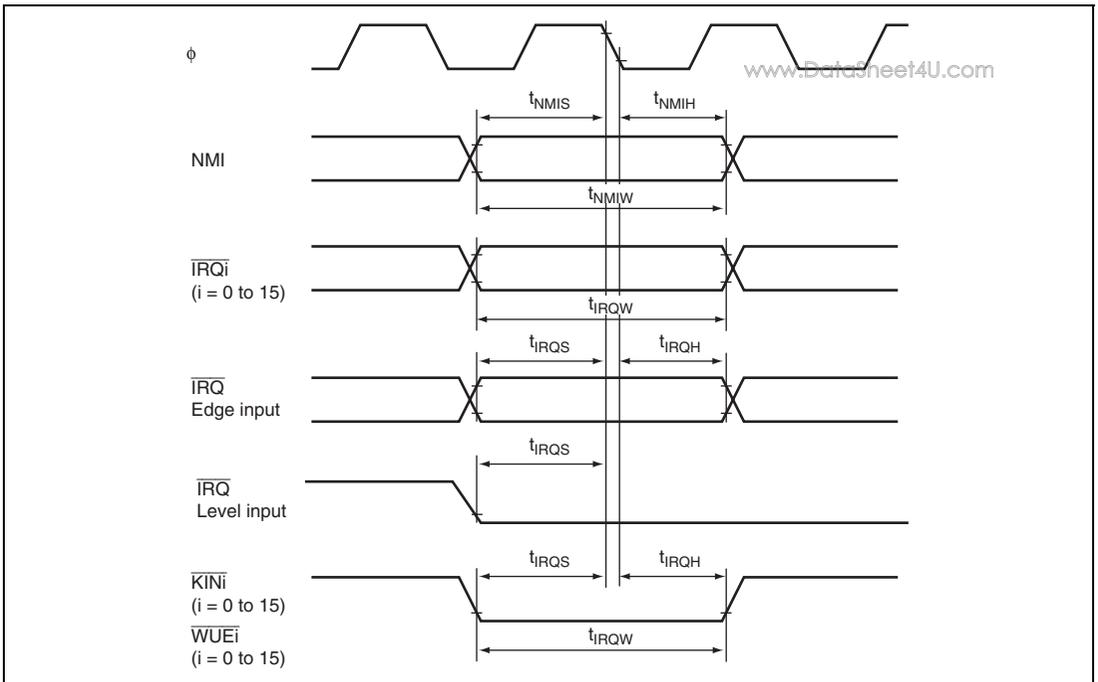 ϕ
www.DataSheet4U.com
tNMIS tNMIH
NMI
tNMIW
IRQi
(i = 0 to 15)
tIRQW
tIRQS tIRQH
IRQ
Edge input
tIRQS
IRQ
Level input
tIRQS tIRQH
KINi
(i = 0 to 15)
WUEi
(i = 0 to 15)
tIRQW